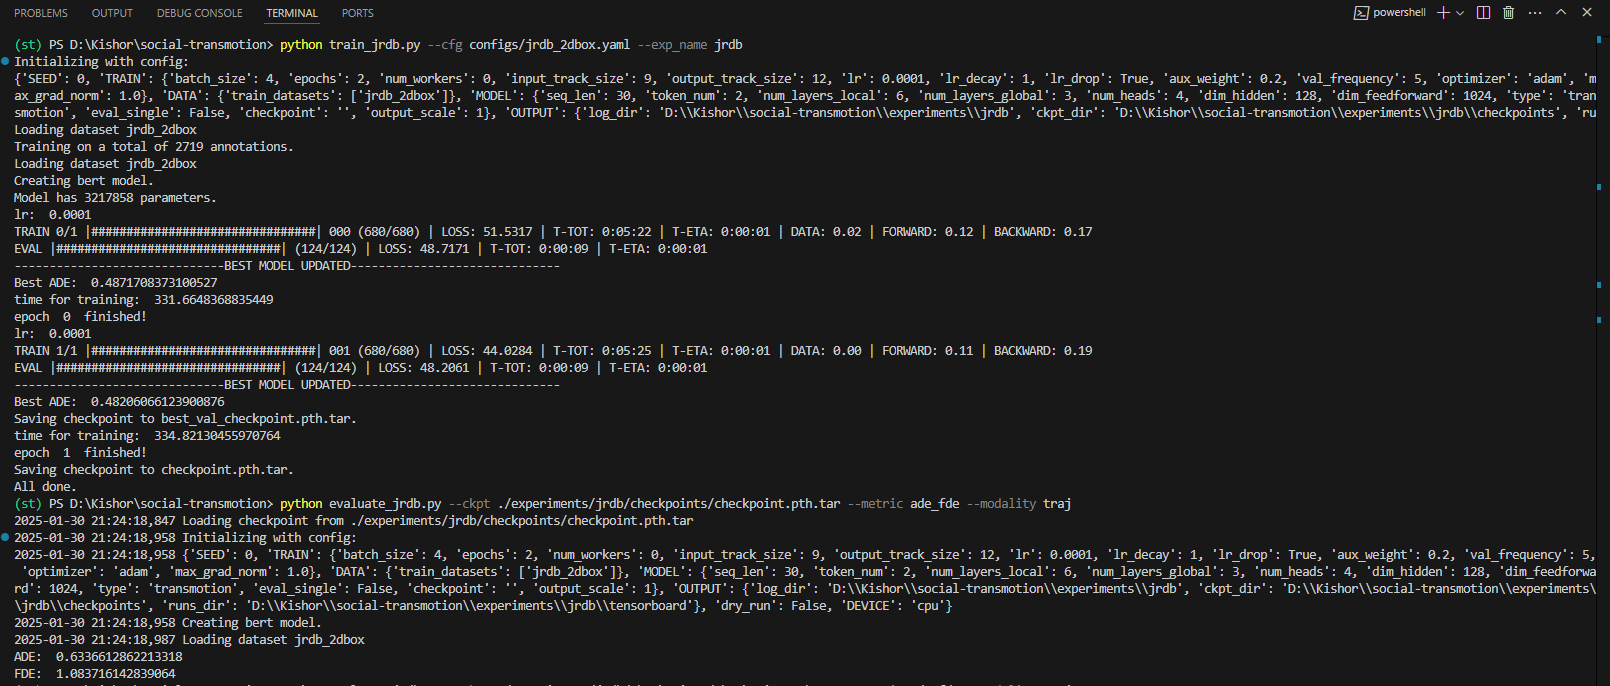 PROBLEMS OUTPUT DEBUG CONSOLE TERMINAL PORTS powershell
(st) PS D:\Kishor\social-transmotion> python train_jrdb.py --cfg configs/jrdb_2dbox.yaml --exp_name jrdb
Initializing with config:
{'SEED': 0, 'TRAIN': {'batch_size': 4, 'epochs': 2, 'num_workers': 0, 'input_track_size': 9, 'output_track_size': 12, 'lr': 0.0001, 'lr_decay': 1, 'lr_drop': True, 'aux_weight': 0.2, 'val_frequency': 5, 'optimizer': 'adam', 'm
ax_grad_norm': 1.0}, 'DATA': {'train_datasets': ['jrdb_2dbox']}, 'MODEL': {'seq_len': 30, 'token_num': 2, 'num_layers_local': 6, 'num_layers_global': 3, 'num_heads': 4, 'dim_hidden': 128, 'dim_feedforward': 1024, 'type': 'tran
smotion', 'eval_single': False, 'checkpoint': '', 'output_scale': 1}, 'OUTPUT': {'log_dir': 'D:\\Kishor\\social-transmotion\\experiments\\jrdb', 'ckpt_dir': 'D:\\Kishor\\social-transmotion\\experiments\\jrdb\\checkpoints', 'ru
Loading dataset jrdb_2dbox
Training on a total of 2719 annotations.
Loading dataset jrdb_2dbox
Creating bert model.
Model has 3217858 parameters.
lr:  0.0001
TRAIN 0/1 |################################| 000 (680/680) | LOSS: 51.5317 | T-TOT: 0:05:22 | T-ETA: 0:00:01 | DATA: 0.02 | FORWARD: 0.12 | BACKWARD: 0.17
EVAL |################################| (124/124) | LOSS: 48.7171 | T-TOT: 0:00:09 | T-ETA: 0:00:01
------------------------------BEST MODEL UPDATED------------------------------
Best ADE:  0.4871708373100527
time for training:  331.6648368835449
epoch  0  finished!
lr:  0.0001
TRAIN 1/1 |################################| 001 (680/680) | LOSS: 44.0284 | T-TOT: 0:05:25 | T-ETA: 0:00:01 | DATA: 0.00 | FORWARD: 0.11 | BACKWARD: 0.19
EVAL |################################| (124/124) | LOSS: 48.2061 | T-TOT: 0:00:09 | T-ETA: 0:00:01
------------------------------BEST MODEL UPDATED------------------------------
Best ADE:  0.48206066123900876
Saving checkpoint to best_val_checkpoint.pth.tar.
time for training:  334.82130455970764
epoch  1  finished!
Saving checkpoint to checkpoint.pth.tar.
All done.
(st) PS D:\Kishor\social-transmotion> python evaluate_jrdb.py --ckpt ./experiments/jrdb/checkpoints/checkpoint.pth.tar --metric ade_fde --modality traj
2025-01-30 21:24:18,847 Loading checkpoint from ./experiments/jrdb/checkpoints/checkpoint.pth.tar
2025-01-30 21:24:18,958 Initializing with config:
2025-01-30 21:24:18,958 {'SEED': 0, 'TRAIN': {'batch_size': 4, 'epochs': 2, 'num_workers': 0, 'input_track_size': 9, 'output_track_size': 12, 'lr': 0.0001, 'lr_decay': 1, 'lr_drop': True, 'aux_weight': 0.2, 'val_frequency': 5,
'optimizer': 'adam', 'max_grad_norm': 1.0}, 'DATA': {'train_datasets': ['jrdb_2dbox']}, 'MODEL': {'seq_len': 30, 'token_num': 2, 'num_layers_local': 6, 'num_layers_global': 3, 'num_heads': 4, 'dim_hidden': 128, 'dim_feedforwa
rd': 1024, 'type': 'transmotion', 'eval_single': False, 'checkpoint': '', 'output_scale': 1}, 'OUTPUT': {'log_dir': 'D:\\Kishor\\social-transmotion\\experiments\\jrdb', 'ckpt_dir': 'D:\\Kishor\\social-transmotion\\experiments\
\jrdb\\checkpoints', 'runs_dir': 'D:\\Kishor\\social-transmotion\\experiments\\jrdb\\tensorboard'}, 'dry_run': False, 'DEVICE': 'cpu'}
2025-01-30 21:24:18,958 Creating bert model.
2025-01-30 21:24:18,987 Loading dataset jrdb_2dbox
ADE:  0.6336612862213318
FDE:  1.083716142839064